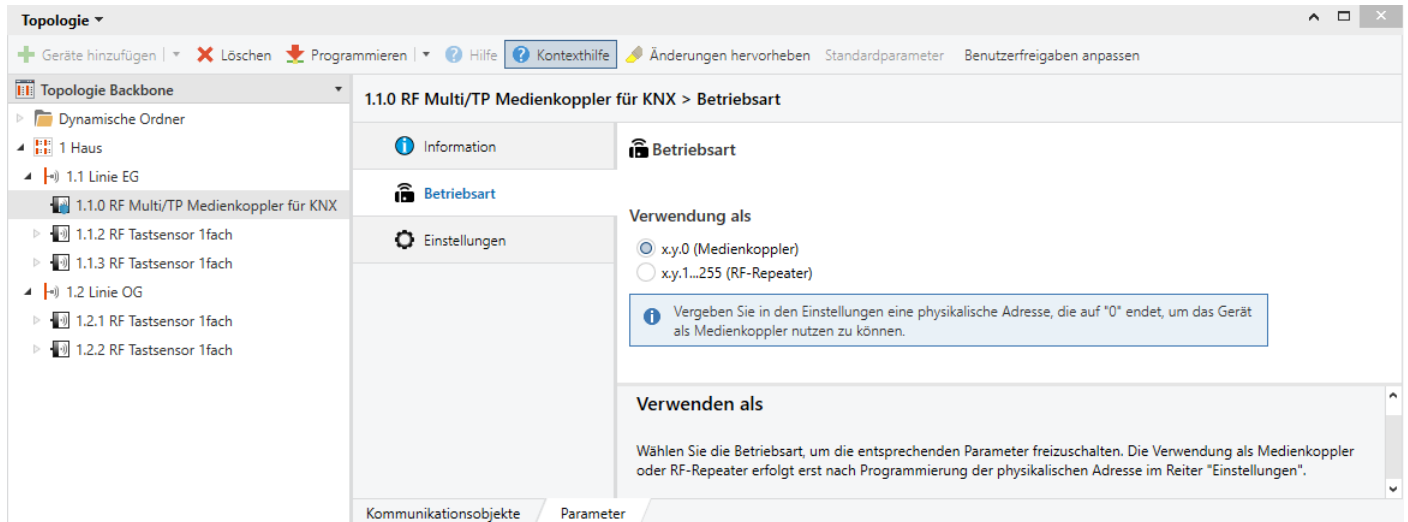 Topologie
Geräte hinzufügen Löschen Programmieren Hilfe Kontexthilfe Änderungen hervorheben Standardparameter Benutzerfreigaben anpassen
Topologie Backbone
Dynamische Ordner
1 Haus
1.1 Linie EG
1.1.0 RF Multi/TP Medienkoppler für KNX
1.1.2 RF Tastsensor 1fach
1.1.3 RF Tastsensor 1fach
1.2 Linie OG
1.2.1 RF Tastsensor 1fach
1.2.2 RF Tastsensor 1fach
1.1.0 RF Multi/TP Medienkoppler für KNX > Betriebsart
Information
Betriebsart
Einstellungen
Betriebsart
Verwendung als
x.y.0 (Medienkoppler)
x.y.1...255 (RF-Repeater)
Vergeben Sie in den Einstellungen eine physikalische Adresse, die auf "0" endet, um das Gerät
als Medienkoppler nutzen zu können.
Verwenden als
Wählen Sie die Betriebsart, um die entsprechenden Parameter freizuschalten. Die Verwendung als Medienkoppler
oder RF-Repeater erfolgt erst nach Programmierung der physikalischen Adresse im Reiter "Einstellungen".
Kommunikationsobjekte Parameter